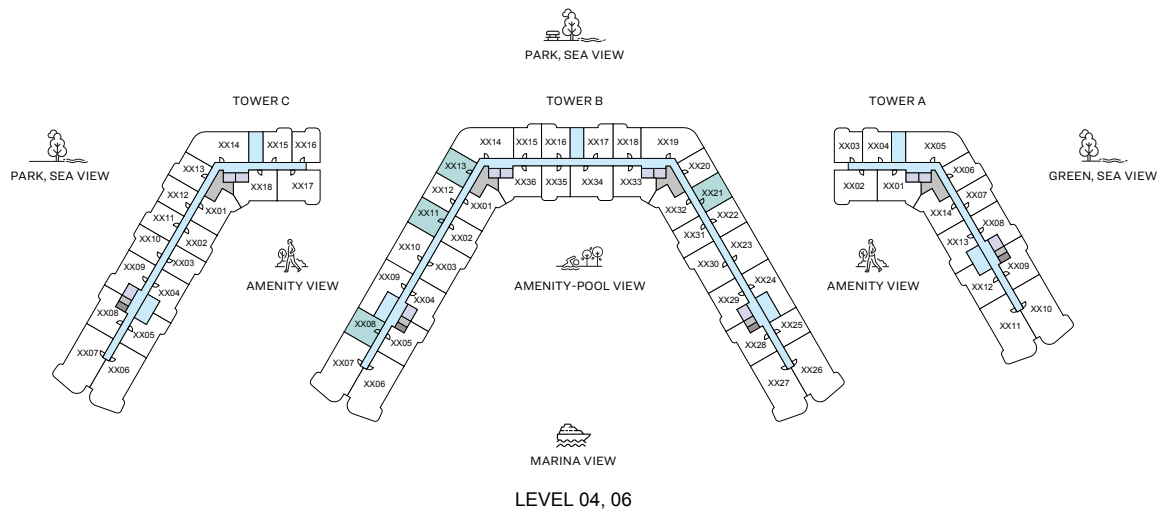 PARK, SEA VIEW
TOWER C
TOWER B
TOWER A
PARK, SEA VIEW
GREEN, SEA VIEW
XX14
XX15
XX16
XX13
XX12
XX11
XX10
XX09
XX08
XX07
XX06
XX05
XX04
XX03
XX02
XX01
XX18
XX17
AMENITY VIEW
XX14
XX15
XX16
XX17
XX18
XX19
XX13
XX12
XX11
XX10
XX09
XX08
XX07
XX06
XX05
XX04
XX03
XX02
XX01
XX36
XX35
XX34
XX33
XX32
XX31
XX30
XX29
XX28
XX27
XX26
XX25
XX24
XX23
XX22
XX21
XX20
AMENITY-POOL VIEW
AMENITY VIEW
XX03
XX04
XX05
XX02
XX01
XX06
XX07
XX08
XX09
XX10
XX11
XX12
XX13
XX14
MARINA VIEW
LEVEL 04, 06